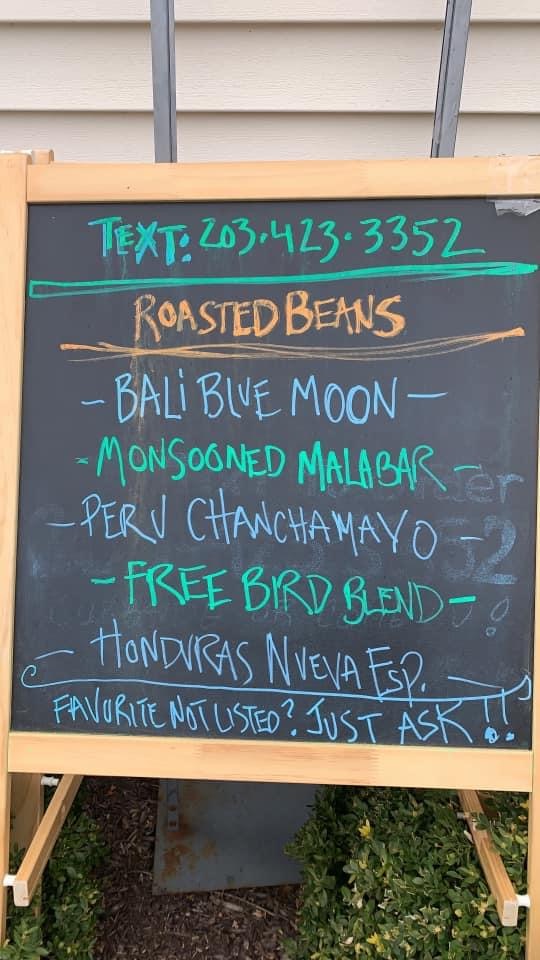 TEXT: 203.423.3352
ROASTED BEANS
- BALI BLUE MOON -
- MONSOONED MALABAR -
- PERU CHANCHAMAYO -
- FREE BIRD BLEND -
- HONDURAS NUEVA ESP. -
FAVORITE NOT LISTED? JUST ASK!!